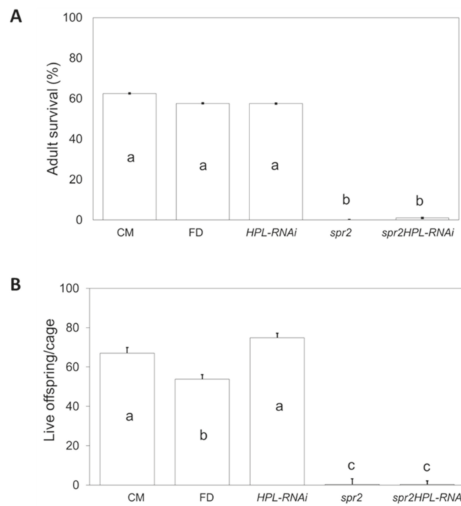 A
100
80
60
40
20
0
Adult survival (%)
a
a
a
b
b
CM
FD
HPL-RNAi
spr2
spr2HPL-RNAi
B
100
80
60
40
20
0
Live offspring/cage
a
b
a
c
c
CM
FD
HPL-RNAi
spr2
spr2HPL-RNA